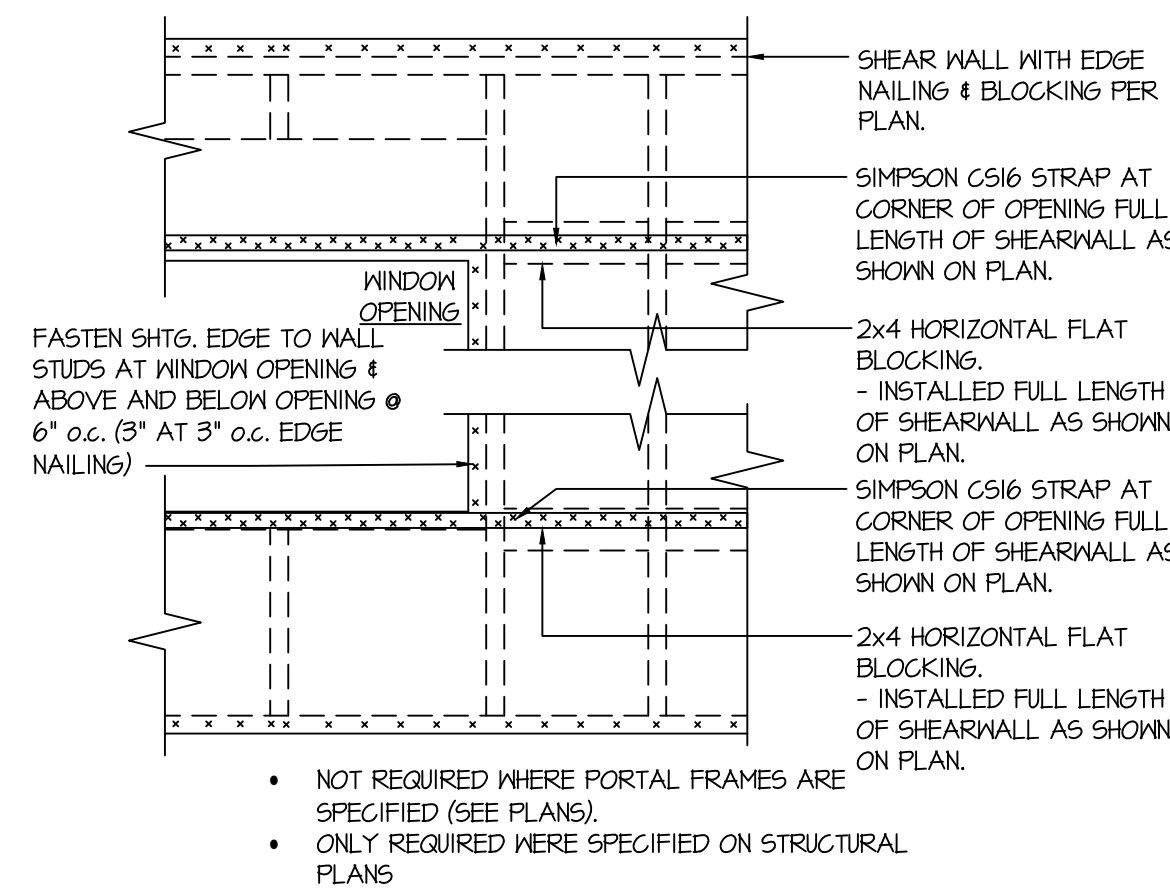 SHEAR WALL WITH EDGE
NAILING & BLOCKING PER
PLAN.
SIMPSON CS16 STRAP AT
CORNER OF OPENING FULL
LENGTH OF SHEARWALL AS
SHOWN ON PLAN.
WINDOW
OPENING
FASTEN SHTG. EDGE TO WALL
STUDS AT WINDOW OPENING &
ABOVE AND BELOW OPENING @
6" o.c. (3" AT 3" o.c. EDGE
NAILING)
2x4 HORIZONTAL FLAT
BLOCKING.
- INSTALLED FULL LENGTH
OF SHEARWALL AS SHOWN
ON PLAN.
SIMPSON CS16 STRAP AT
CORNER OF OPENING FULL
LENGTH OF SHEARWALL AS
SHOWN ON PLAN.
2x4 HORIZONTAL FLAT
BLOCKING.
- INSTALLED FULL LENGTH
OF SHEARWALL AS SHOWN
ON PLAN.
• NOT REQUIRED WHERE PORTAL FRAMES ARE
SPECIFIED (SEE PLANS).
• ONLY REQUIRED WERE SPECIFIED ON STRUCTURAL
PLANS